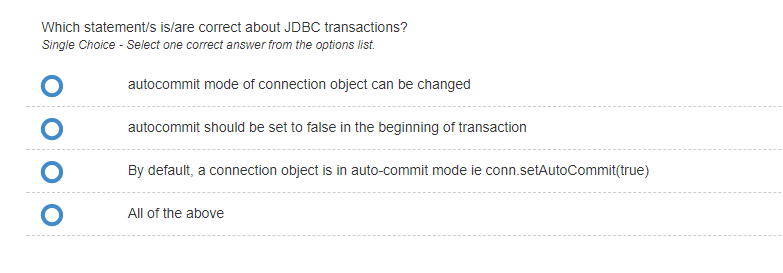 Which statement/s is/are correct about JDBC transactions?
Single Choice - Select one correct answer from the options list.
autocommit mode of connection object can be changed
autocommit should be set to false in the beginning of transaction
By default, a connection object is in auto-commit mode ie conn.setAutoCommit(true)
All of the above